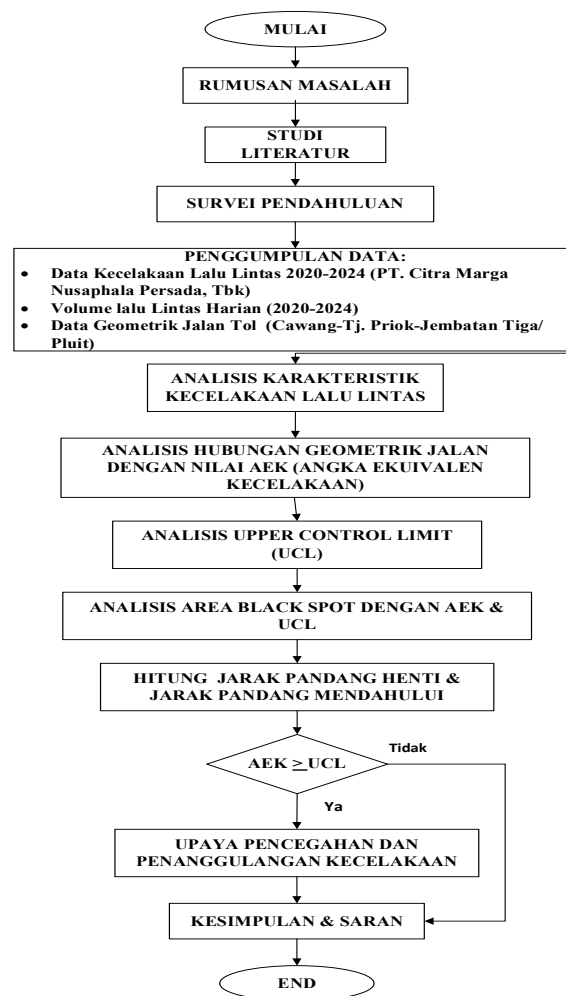 MULAI
RUMUSAN MASALAH
STUDI
LITERATUR
SURVEI PENDAHULUAN
PENGGUMPULAN DATA:
• Data Kecelakaan Lalu Lintas 2020-2024 (PT. Citra Marga
Nusaphala Persada, Tbk)
• Volume lalu Lintas Harian (2020-2024)
• Data Geometrik Jalan Tol (Cawang-Tj. Priok-Jembatan Tiga/
Pluit)
ANALISIS KARAKTERISTIK
KECELAKAAN LALU LINTAS
ANALISIS HUBUNGAN GEOMETRIK JALAN
DENGAN NILAI AEK (ANGKA EKUIVALEN
KECELAKAAN)
ANALISIS UPPER CONTROL LIMIT
(UCL)
ANALISIS AREA BLACK SPOT DENGAN AEK &
UCL
HITUNG JARAK PANDANG HENTI &
JARAK PANDANG MENDAHULUI
AEK > UCL
Tidak
Ya
UPAYA PENCEGAHAN DAN
PENANGGULANGAN KECELAKAAN
KESIMPULAN & SARAN
END